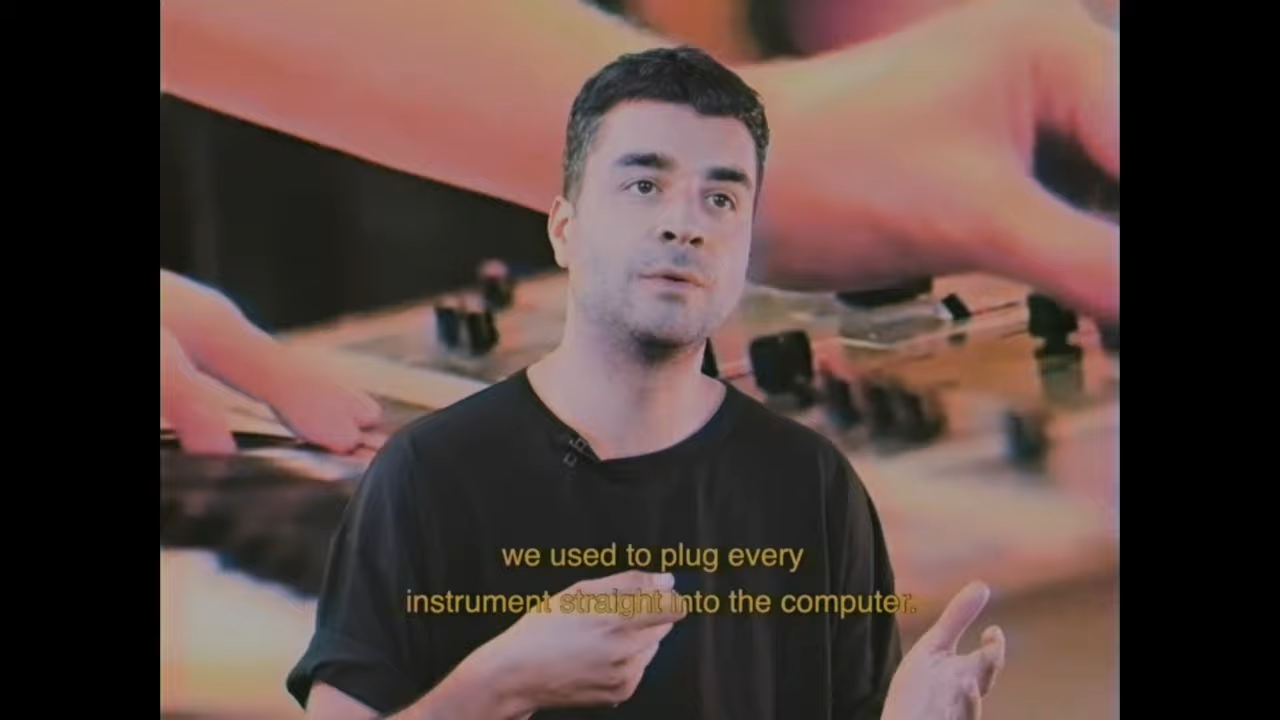 we used to plug every
instrument straight into the computer.